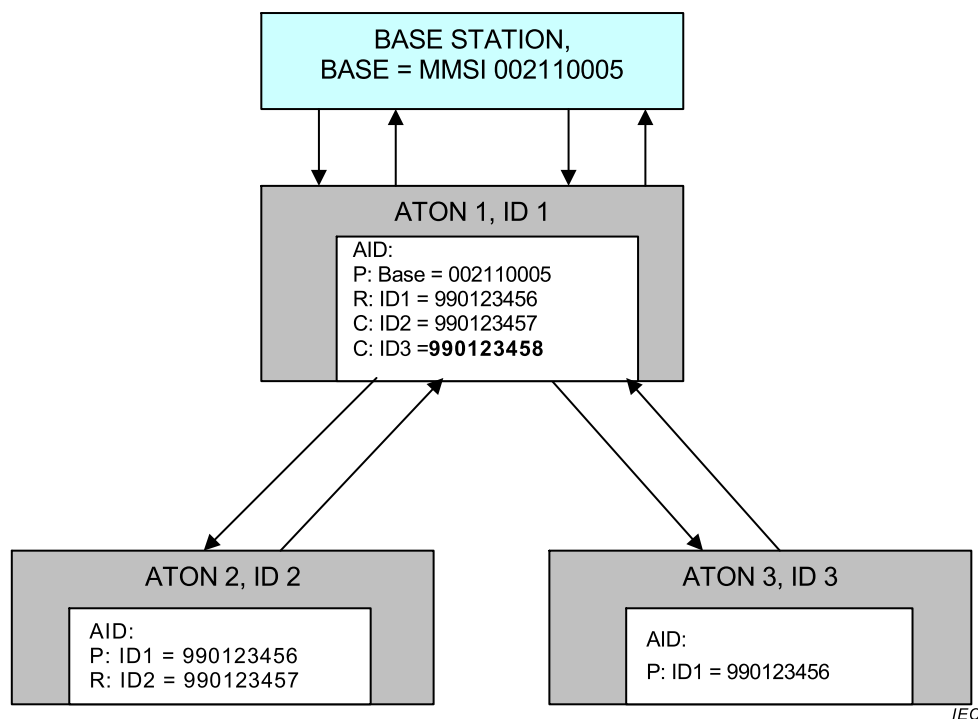 BASE STATION,
BASE = MMSI 002110005
ATON 1, ID 1
AID:
P: Base = 002110005
R: ID1 = 990123456
C: ID2 = 990123457
C: ID3 =990123458
ATON 2, ID 2
AID:
P: ID1 = 990123456
R: ID2 = 990123457
ATON 3, ID 3
AID:
P: ID1 = 990123456
IEC